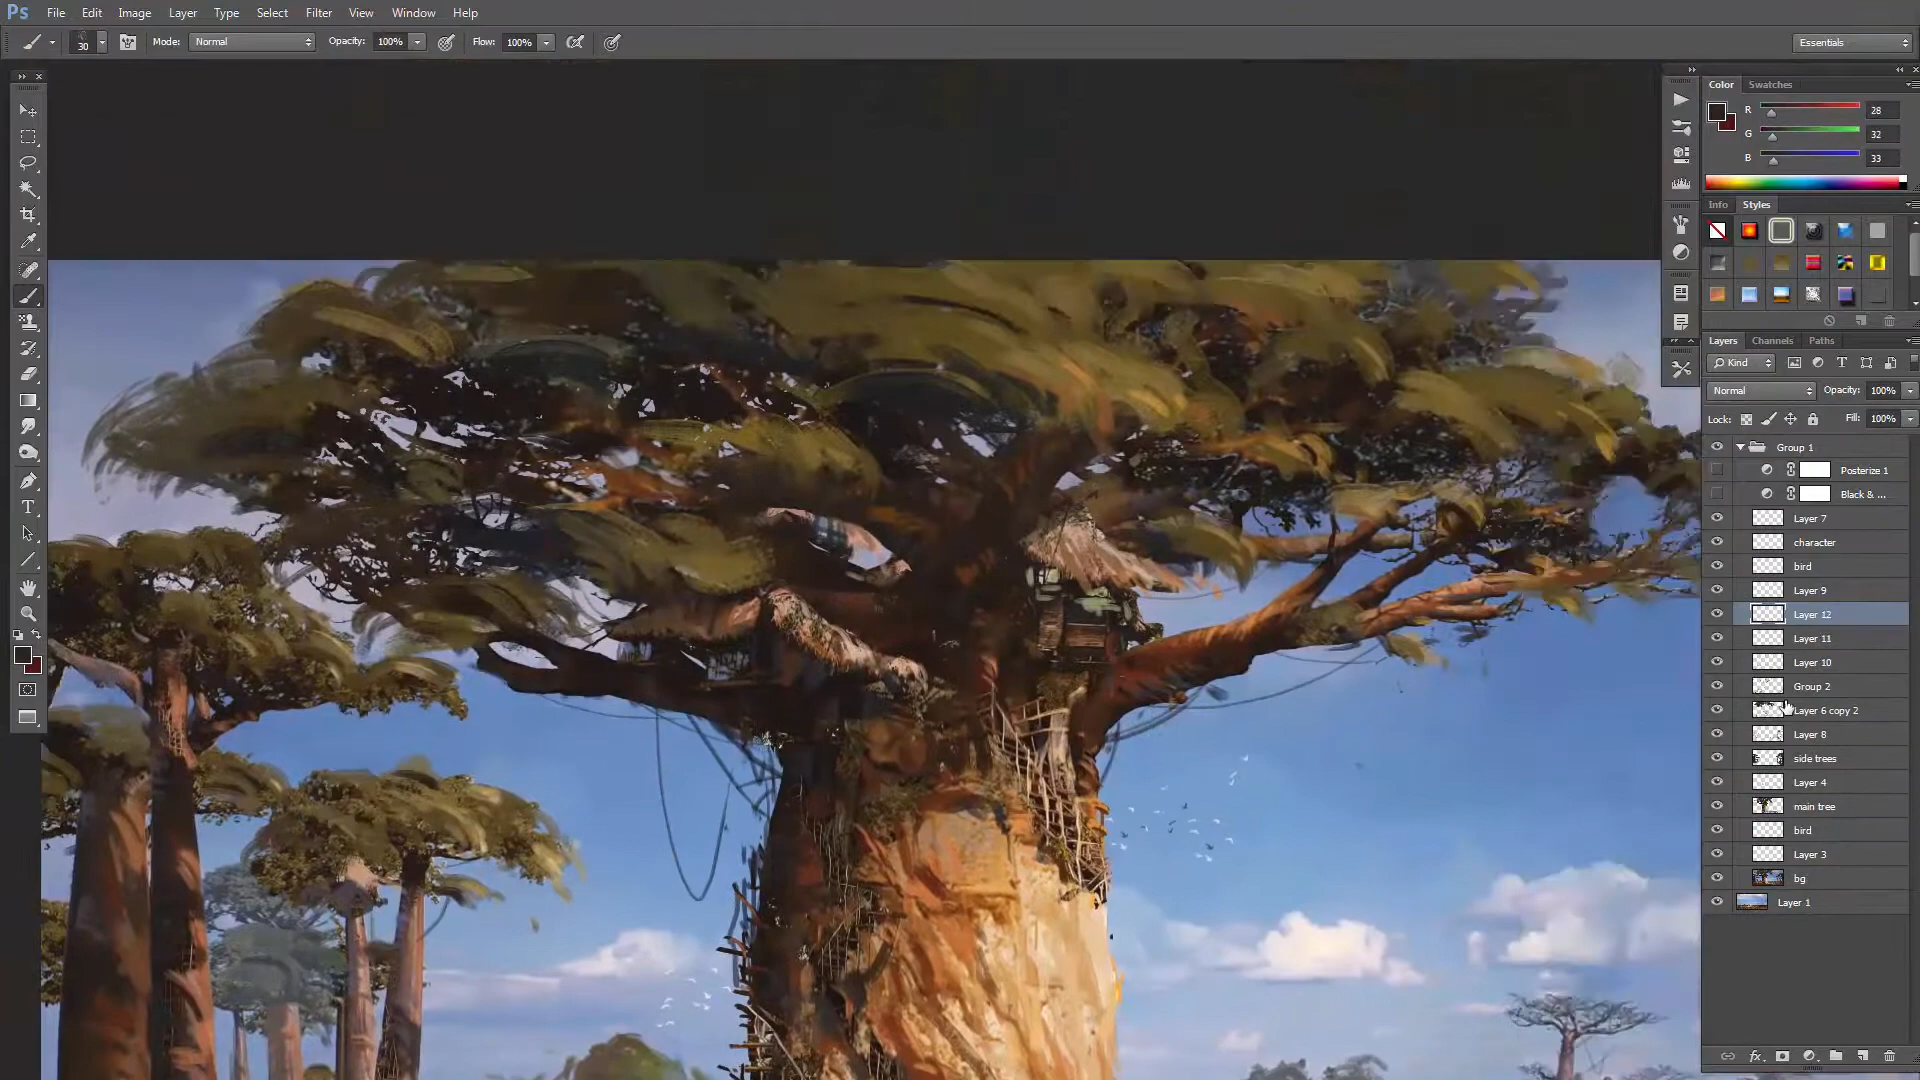 Ps File Edit Image Layer Type Select Filter 3D View Window Help
30 Mode: Normal Opacity: 100% Flow: 100% Essentials
Color Swatches
R 28
G 32
B 33
Info Styles
Layers Channels Paths
Kind T
Normal Opacity: 100%
Lock: Fill: 100%
Group 1
Posterize 1
Black & ...
Layer 7
character
bird
Layer 9
Layer 12
Layer 11
Layer 10
Group 2
Layer 6 copy 2
Layer 8
side trees
Layer 4
main tree
bird
Layer 3
bg
Layer 1
fx
T